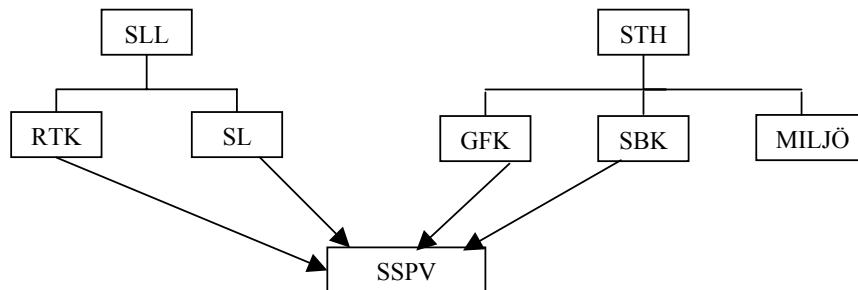 SLL
STH
RTK
SL
GFK
SBK
MILJÖ
SSPV